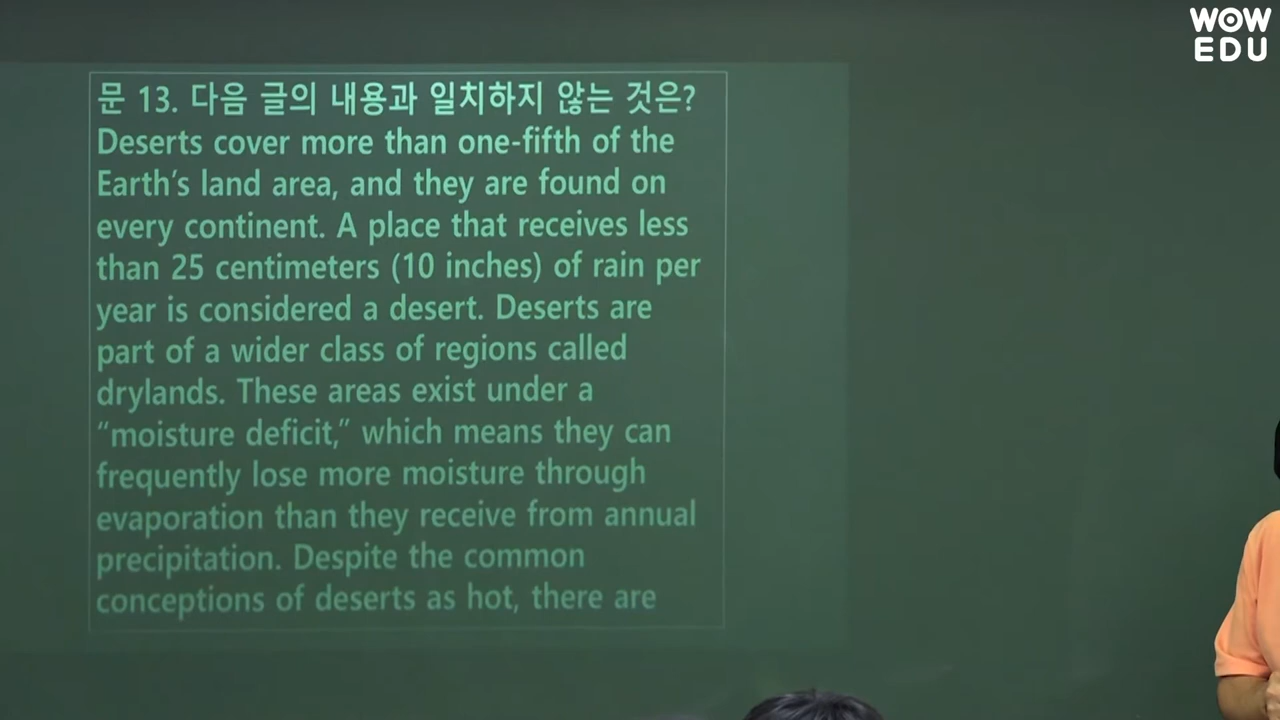 WOW
EDU
문 13. 다음 글의 내용과 일치하지 않는 것은?
Deserts cover more than one-fifth of the
Earth's land area, and they are found on
every continent. A place that receives less
than 25 centimeters (10 inches) of rain per
year is considered a desert. Deserts are
part of a wider class of regions called
drylands. These areas exist under a
“moisture deficit,” which means they can
frequently lose more moisture through
evaporation than they receive from annual
precipitation. Despite the common
conceptions of deserts as hot, there are